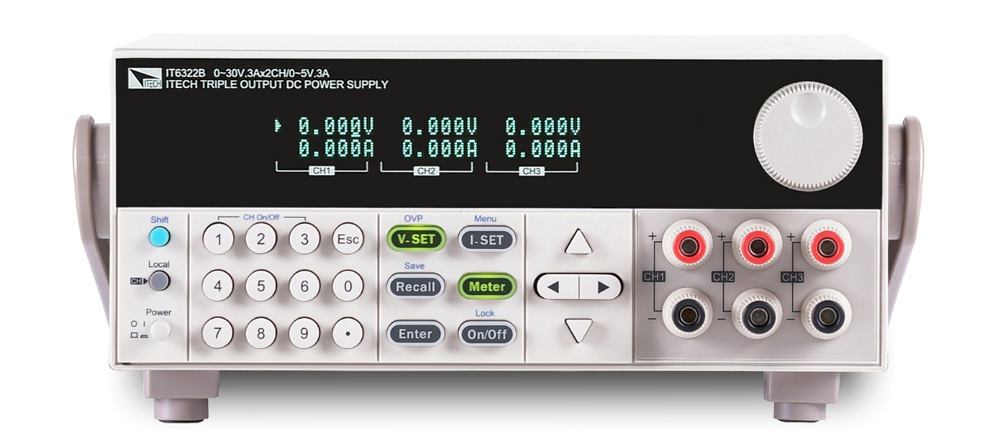 ITECH
IT6322B 0~30V.3Ax2CH/0~5V.3A
ITECH TRIPLE OUTPUT DC POWER SUPPLY
0.000V 0.000V 0.000V
0.000A 0.000A 0.000A
CH1 CH2 CH3
Shift
CH On/Off
OVP
Menu
1 2 3 Esc
V-SET I-SET
Local
CH
Save
4 5 6 0
Recall Meter
Power
Lock
7 8 9 •
Enter On/Off
+ + +
CH1 CH2 CH3
− − −